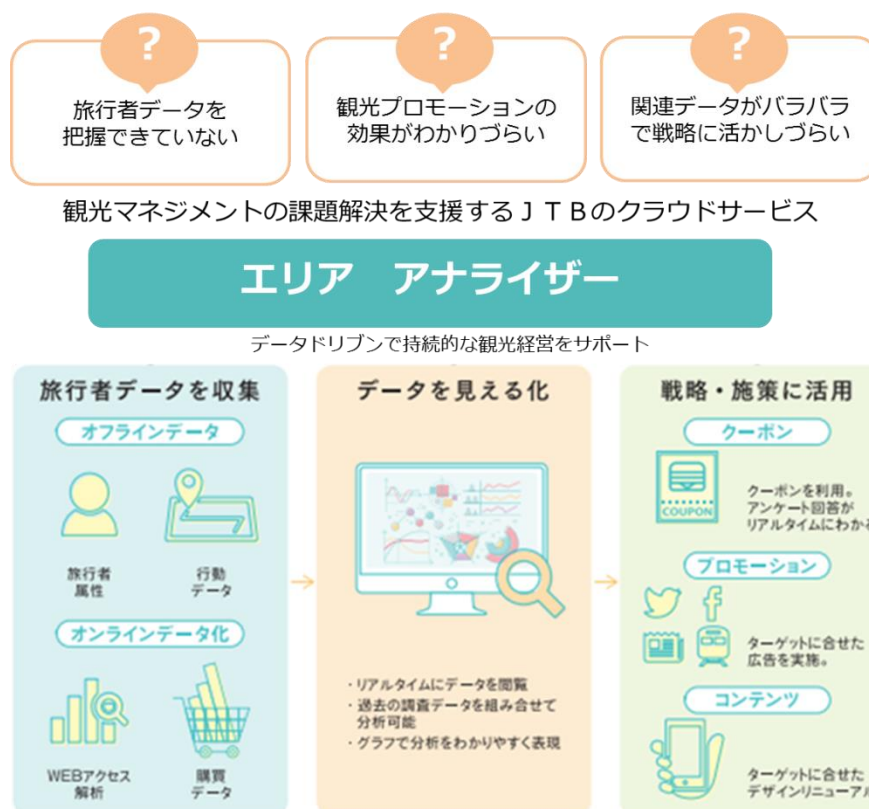 ?
?
?
旅行者データを
把握できていない
観光プロモーションの
効果がわかりづらい
関連データがバラバラ
で戦略に活かしづらい
観光マネジメントの課題解決を支援するJTBのクラウドサービス
エリア　アナライザー
データドリブンで持続的な観光経営をサポート
旅行者データを収集
オフラインデータ
旅行者
属性
行動
データ
オンラインデータ化
WEBアクセス
解析
購買
データ
データを見える化
・リアルタイムにデータを閲覧
・過去の調査データを組み合せて
分析可能
・グラフで分析をわかりやすく表現
戦略・施策に活用
クーポン
COUPON
クーポンを利用。
アンケート回答が
リアルタイムにわかる
プロモーション
ターゲットに合せた
広告を実施。
コンテンツ
ターゲットに合せた
デザインリニューアル